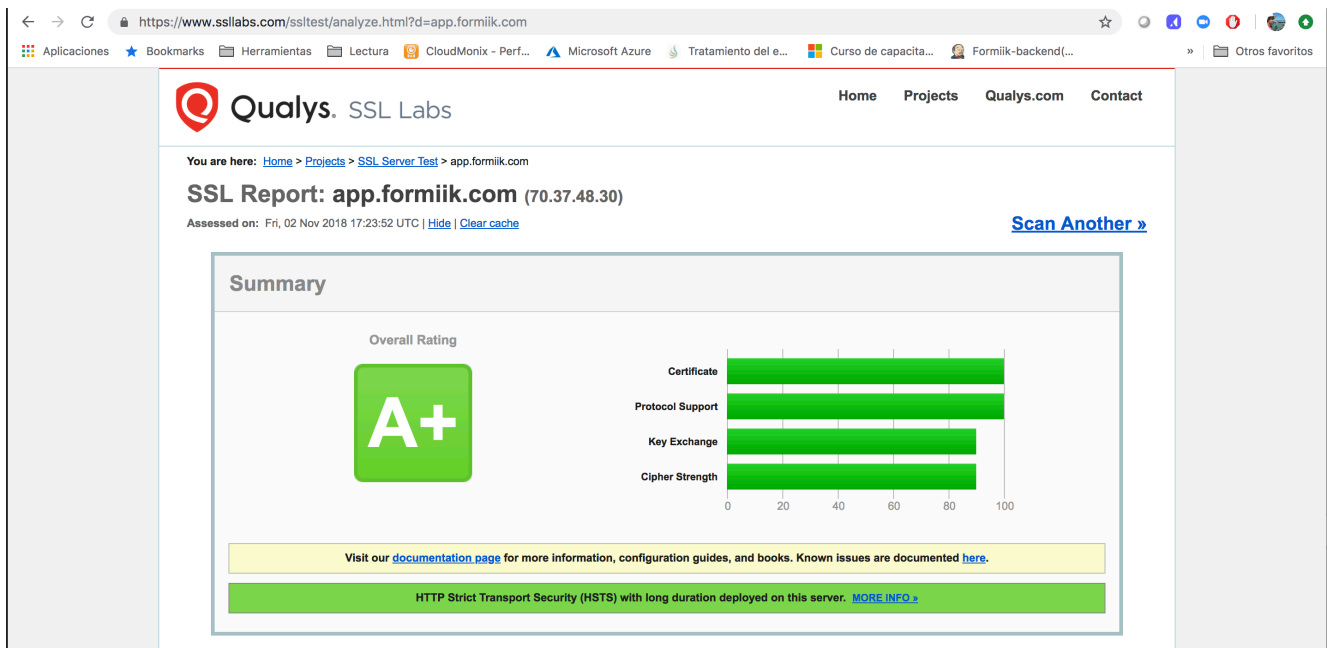 https://www.ssllabs.com/ssltest/analyze.html?d=app.formiik.com
Aplicaciones Bookmarks Herramientas Lectura CloudMonix - Perf... Microsoft Azure Tratamiento del e... Curso de capacita... Formiik-backend(... » Otros favoritos
Qualys. SSL Labs
Home Projects Qualys.com Contact
You are here: Home > Projects > SSL Server Test > app.formiik.com
SSL Report: app.formiik.com (70.37.48.30)
Assessed on: Fri, 02 Nov 2018 17:23:52 UTC | Hide | Clear cache
Scan Another »
Summary
Overall Rating
A+
Certificate
Protocol Support
Key Exchange
Cipher Strength
0 20 40 60 80 100
Visit our documentation page for more information, configuration guides, and books. Known issues are documented here.
HTTP Strict Transport Security (HSTS) with long duration deployed on this server. MORE INFO »